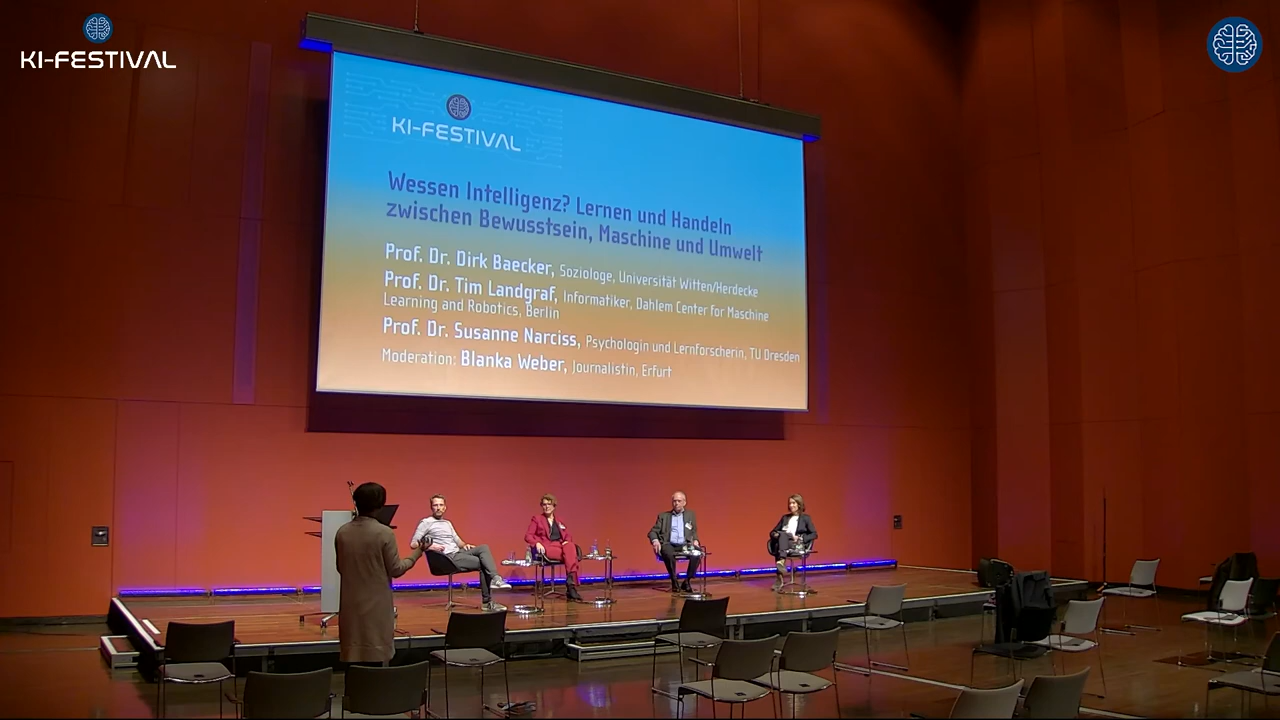 KI-FESTIVAL
KI-FESTIVAL
Wessen Intelligenz? Lernen und Handeln
zwischen Bewusstsein, Maschine und Umwelt
Prof. Dr. Dirk Baecker, Soziologe, Universität Witten/Herdecke
Prof. Dr. Tim Landgraf, Informatiker, Dahlem Center for Maschine
Learning and Robotics, Berlin
Prof. Dr. Susanne Narciss, Psychologin und Lernforscherin, TU Dresden
Moderation: Blanka Weber, Journalistin, Erfurt